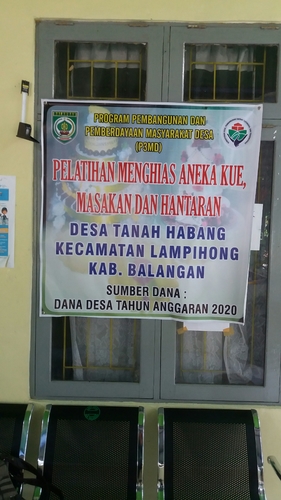 BALANGAN
PROGRAM PEMBANGUNAN DAN
PEMBERDAYAAN MASYARAKAT DESA
(P3MD)
PELATIHAN MENGHIAS ANEKA KUE,
MASAKAN DAN HANTARAN
DESA TANAH HABANG
KECAMATAN LAMPIHONG
KAB. BALANGAN
SUMBER DANA :
DANA DESA TAHUN ANGGARAN 2020